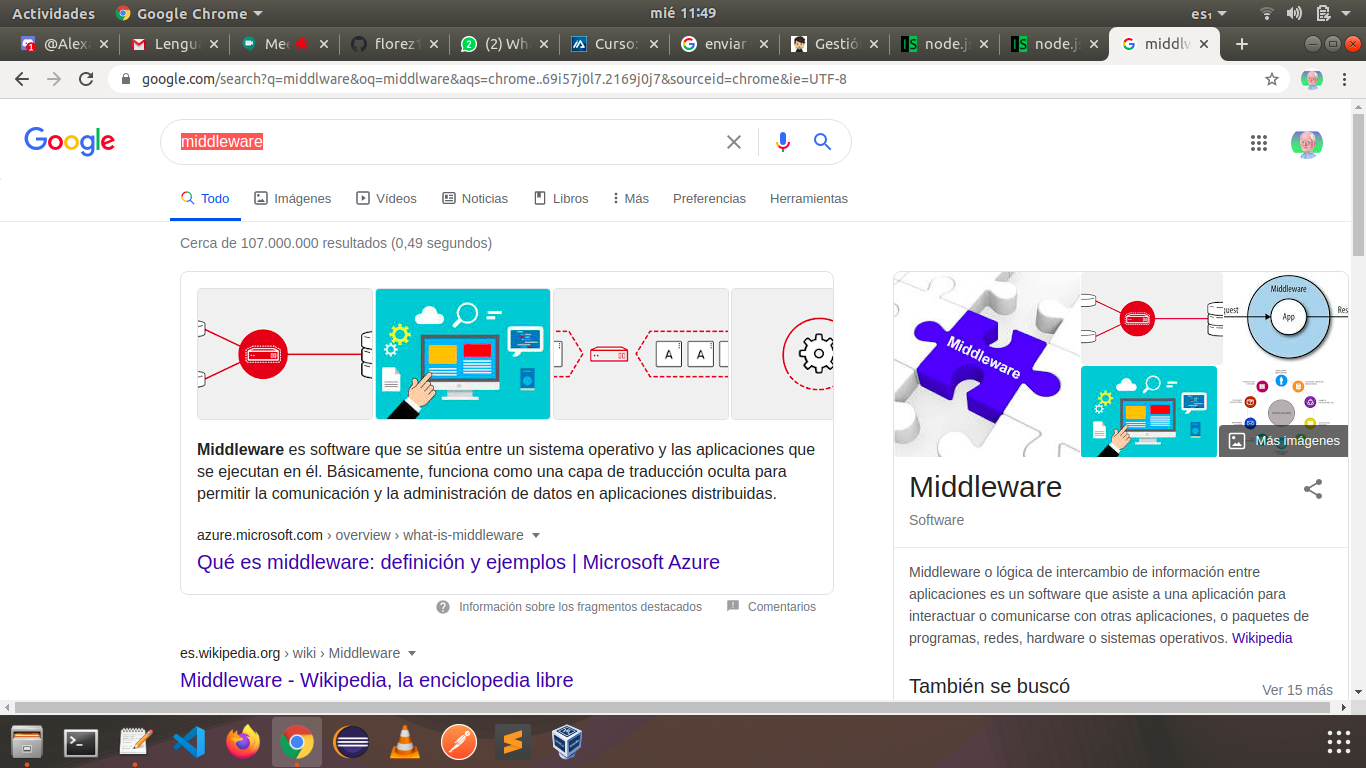 Actividades Google Chrome mié 11:49 es₁
@Alexa Lengua Mee florez1 (2) Wh Curso: enviar Gestión node.js node.js middlw
google.com/search?q=middlware&oq=middlware&aqs=chrome..69i57j0l7.2169j0j7&sourceid=chrome&ie=UTF-8
Google
middleware
Todo Imágenes Vídeos Noticias Libros Más Preferencias Herramientas
Cerca de 107.000.000 resultados (0,49 segundos)
A A
Middleware es software que se sitúa entre un sistema operativo y las aplicaciones que
se ejecutan en él. Básicamente, funciona como una capa de traducción oculta para
permitir la comunicación y la administración de datos en aplicaciones distribuidas.
azure.microsoft.com › overview › what-is-middleware
Qué es middleware: definición y ejemplos | Microsoft Azure
Información sobre los fragmentos destacados Comentarios
es.wikipedia.org › wiki › Middleware
Middleware - Wikipedia, la enciclopedia libre
Middleware
Middleware
quest App Res
Más imágenes
Middleware
Software
Middleware o lógica de intercambio de información entre
aplicaciones es un software que asiste a una aplicación para
interactuar o comunicarse con otras aplicaciones, o paquetes de
programas, redes, hardware o sistemas operativos. Wikipedia
También se buscó Ver 15 más